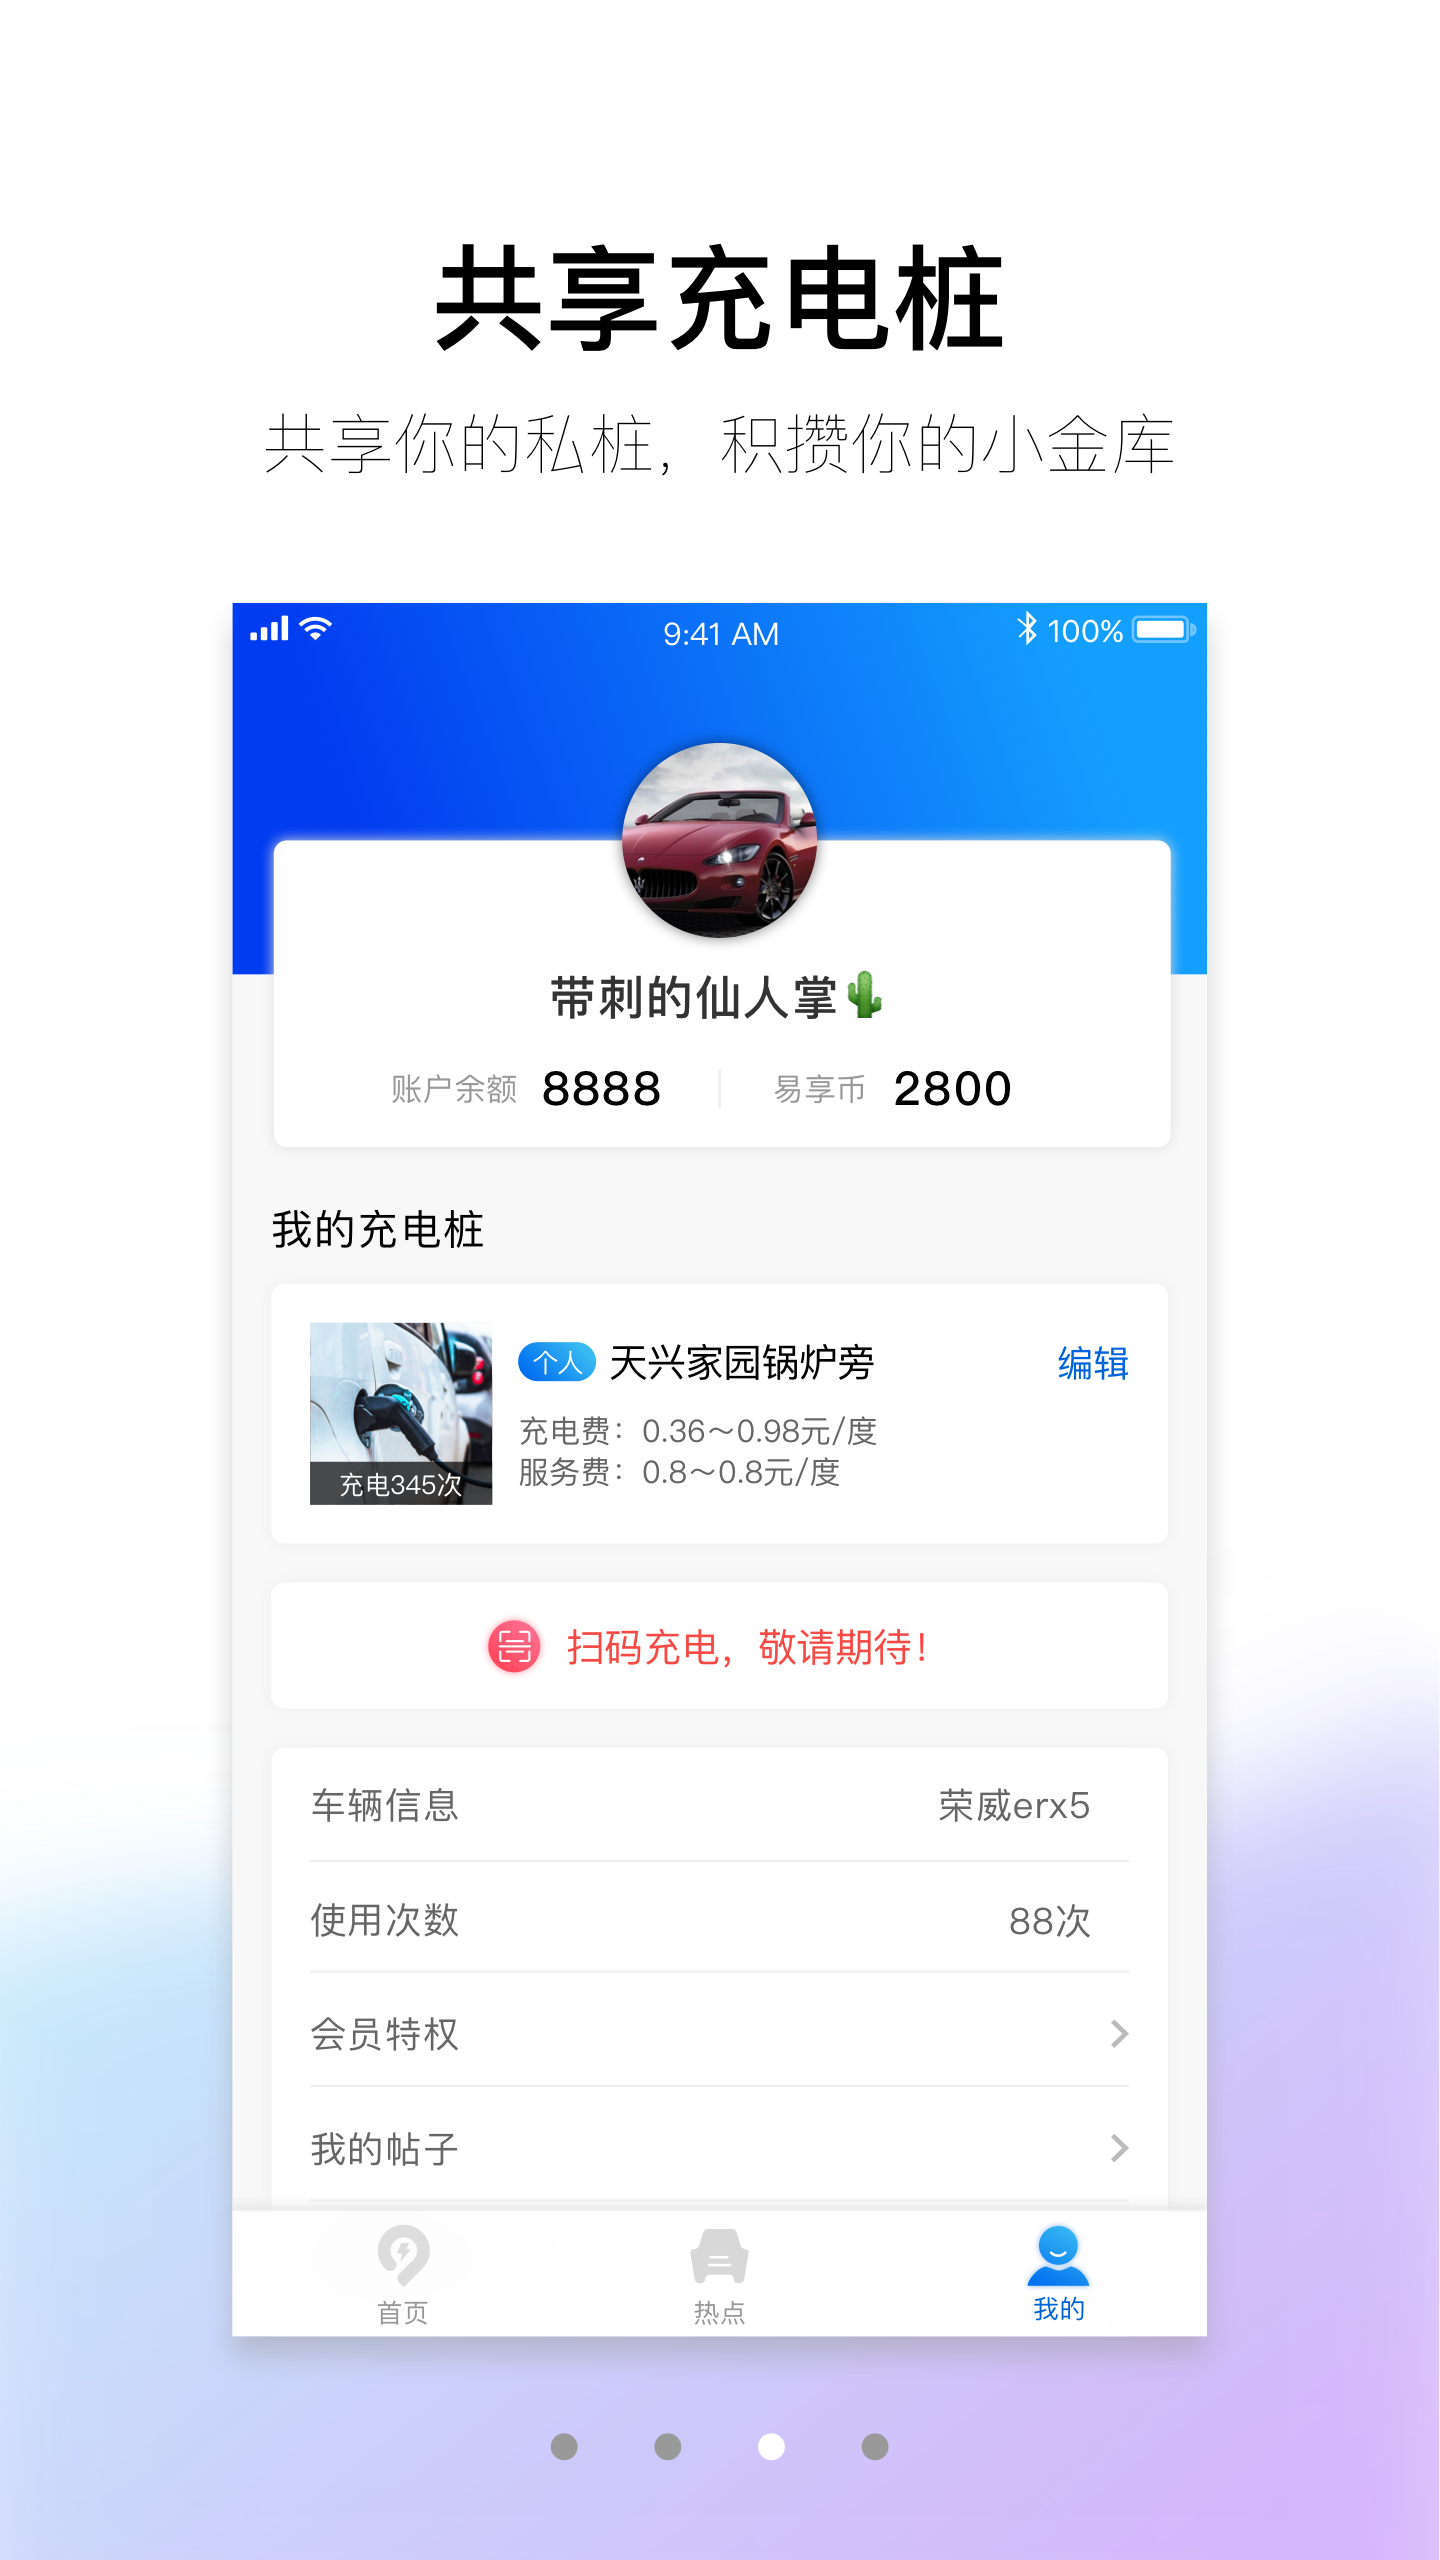 共享充电桩
共享你的私桩，积攒你的小金库
9:41 AM
100%
带刺的仙人掌🌵
账户余额 8888 易享币 2800
我的充电桩
个人 天兴家园锅炉旁 编辑
充电费：0.36～0.98元/度
服务费：0.8～0.8元/度
充电345次
扫码充电，敬请期待！
车辆信息 荣威erx5
使用次数 88次
会员特权
我的帖子
首页 热点 我的